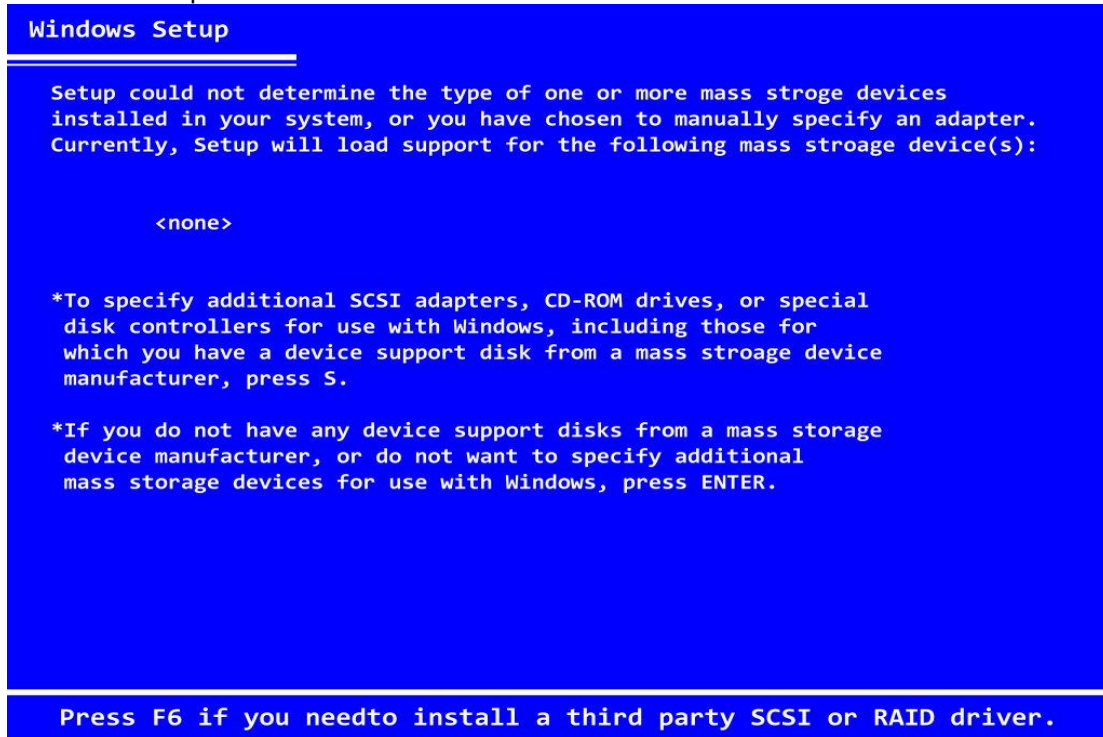 Windows Setup
Setup could not determine the type of one or more mass stroge devices
installed in your system, or you have chosen to manually specify an adapter.
Currently, Setup will load support for the following mass stroage device(s):
<none>
*To specify additional SCSI adapters, CD-ROM drives, or special
disk controllers for use with Windows, including those for
which you have a device support disk from a mass stroage device
manufacturer, press S.
*If you do not have any device support disks from a mass storage
device manufacturer, or do not want to specify additional
mass storage devices for use with Windows, press ENTER.
Press F6 if you needto install a third party SCSI or RAID driver.